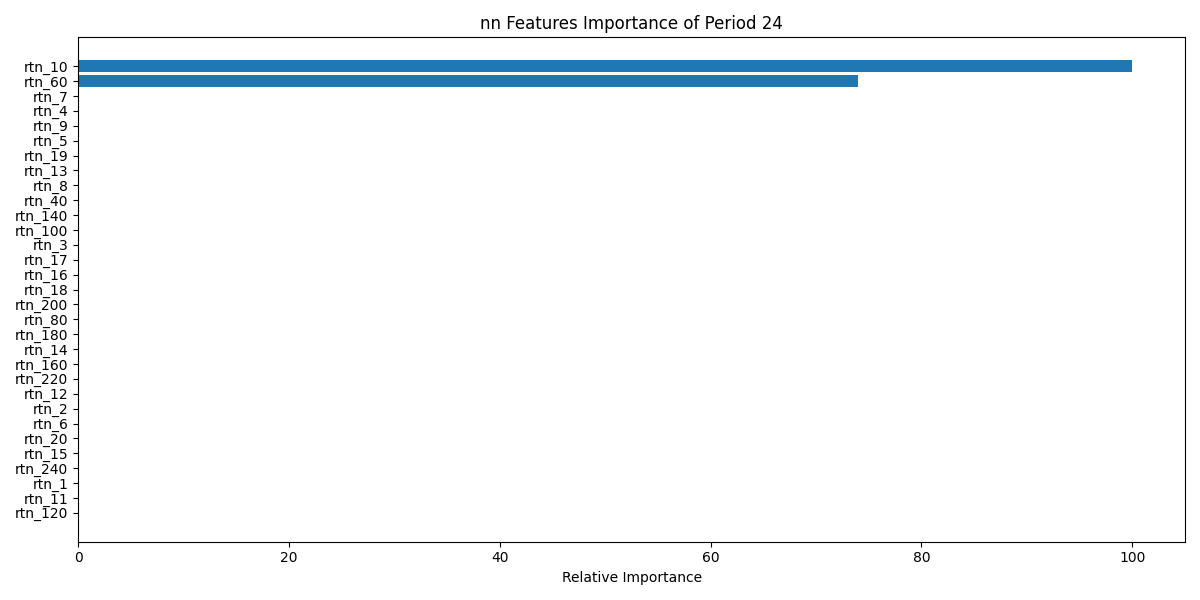 nn Features Importance of Period 24
rtn_10
rtn_60
rtn_7
rtn_4
rtn_9
rtn_5
rtn_19
rtn_13
rtn_8
rtn_40
rtn_140
rtn_100
rtn_3
rtn_17
rtn_16
rtn_18
rtn_200
rtn_80
rtn_180
rtn_14
rtn_160
rtn_220
rtn_12
rtn_2
rtn_6
rtn_20
rtn_15
rtn_240
rtn_1
rtn_11
rtn_120
0 20 40 60 80 100
Relative Importance